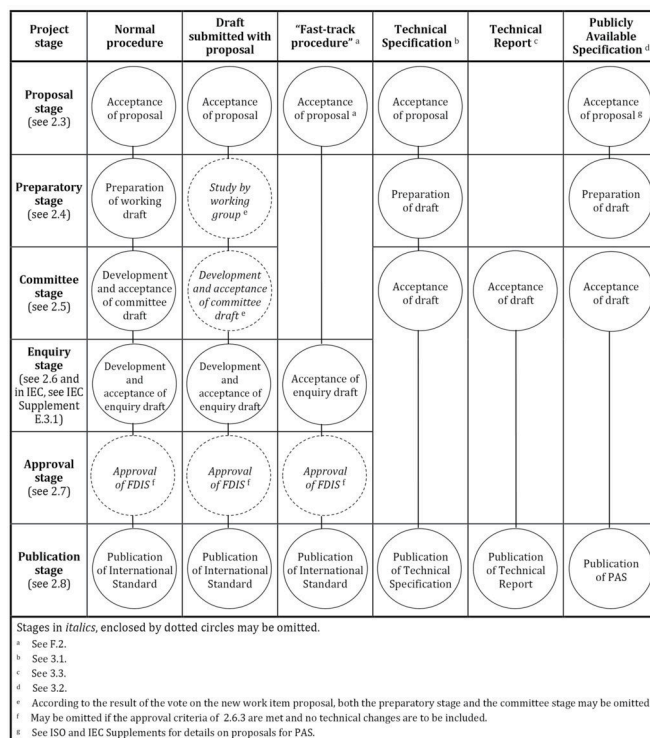 Project stage
Normal procedure
Draft submitted with proposal
“Fast-track procedure” a
Technical Specification b
Technical Report c
Publicly Available Specification d
Proposal stage
(see 2.3)
Acceptance of proposal
Acceptance of proposal
Acceptance of proposal a
Acceptance of proposal
Acceptance of proposal g
Preparatory stage
(see 2.4)
Preparation of working draft
Study by working group e
Preparation of draft
Preparation of draft
Committee stage
(see 2.5)
Development and acceptance of committee draft
Development and acceptance of committee draft e
Acceptance of draft
Acceptance of draft
Acceptance of draft
Enquiry stage
(see 2.6 and in IEC, see IEC Supplement E.3.1)
Development and acceptance of enquiry draft
Development and acceptance of enquiry draft
Acceptance of enquiry draft
Approval stage
(see 2.7)
Approval of FDIS f
Approval of FDIS f
Approval of FDIS f
Publication stage
(see 2.8)
Publication of International Standard
Publication of International Standard
Publication of International Standard
Publication of Technical Specification
Publication of Technical Report
Publication of PAS
Stages in italics, enclosed by dotted circles may be omitted.
a See F.2.
b See 3.1.
c See 3.3.
d See 3.2.
e According to the result of the vote on the new work item proposal, both the preparatory stage and the committee stage may be omitted
f May be omitted if the approval criteria of 2.6.3 are met and no technical changes are to be included.
g See ISO and IEC Supplements for details on proposals for PAS.